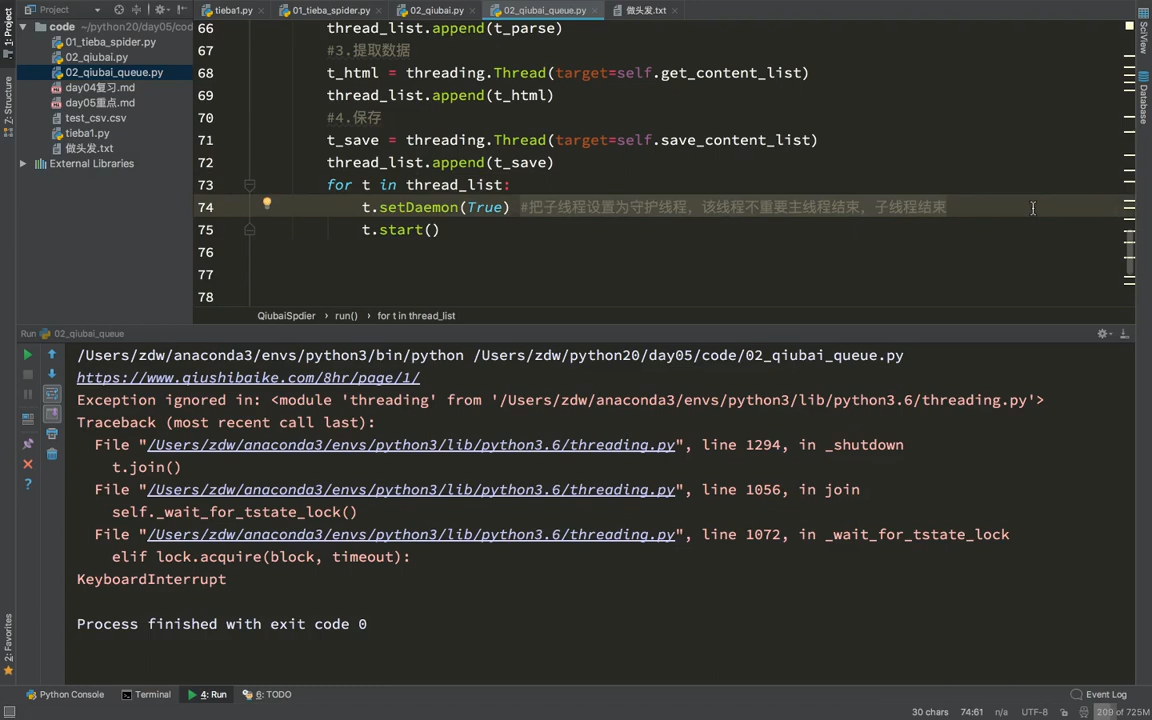 Project
tieba1.py
01_tieba_spider.py
02_qiubai.py
02_qiubai_queue.py
做头发.txt
1: Project
Z: Structure
2: Favorites
SciView
Database
code ~/python20/day05/cod
01_tieba_spider.py
02_qiubai.py
02_qiubai_queue.py
day04复习.md
day05重点.md
test_csv.csv
tieba1.py
做头发.txt
External Libraries
66 thread_list.append(t_parse)
67 #3.提取数据
68 t_html = threading.Thread(target=self.get_content_list)
69 thread_list.append(t_html)
70 #4.保存
71 t_save = threading.Thread(target=self.save_content_list)
72 thread_list.append(t_save)
73 for t in thread_list:
74 t.setDaemon(True) #把子线程设置为守护线程，该线程不重要主线程结束，子线程结束
75 t.start()
76
77
78
QiubaiSpdier › run() › for t in thread_list
Run 02_qiubai_queue
/Users/zdw/anaconda3/envs/python3/bin/python /Users/zdw/python20/day05/code/02_qiubai_queue.py
https://www.qiushibaike.com/8hr/page/1/
Exception ignored in: <module 'threading' from '/Users/zdw/anaconda3/envs/python3/lib/python3.6/threading.py'>
Traceback (most recent call last):
File "/Users/zdw/anaconda3/envs/python3/lib/python3.6/threading.py", line 1294, in _shutdown
t.join()
File "/Users/zdw/anaconda3/envs/python3/lib/python3.6/threading.py", line 1056, in join
self._wait_for_tstate_lock()
File "/Users/zdw/anaconda3/envs/python3/lib/python3.6/threading.py", line 1072, in _wait_for_tstate_lock
elif lock.acquire(block, timeout):
KeyboardInterrupt
Process finished with exit code 0
Python Console
Terminal
4: Run
6: TODO
Event Log
30 chars 74:61 n/a UTF-8 209 of 725M